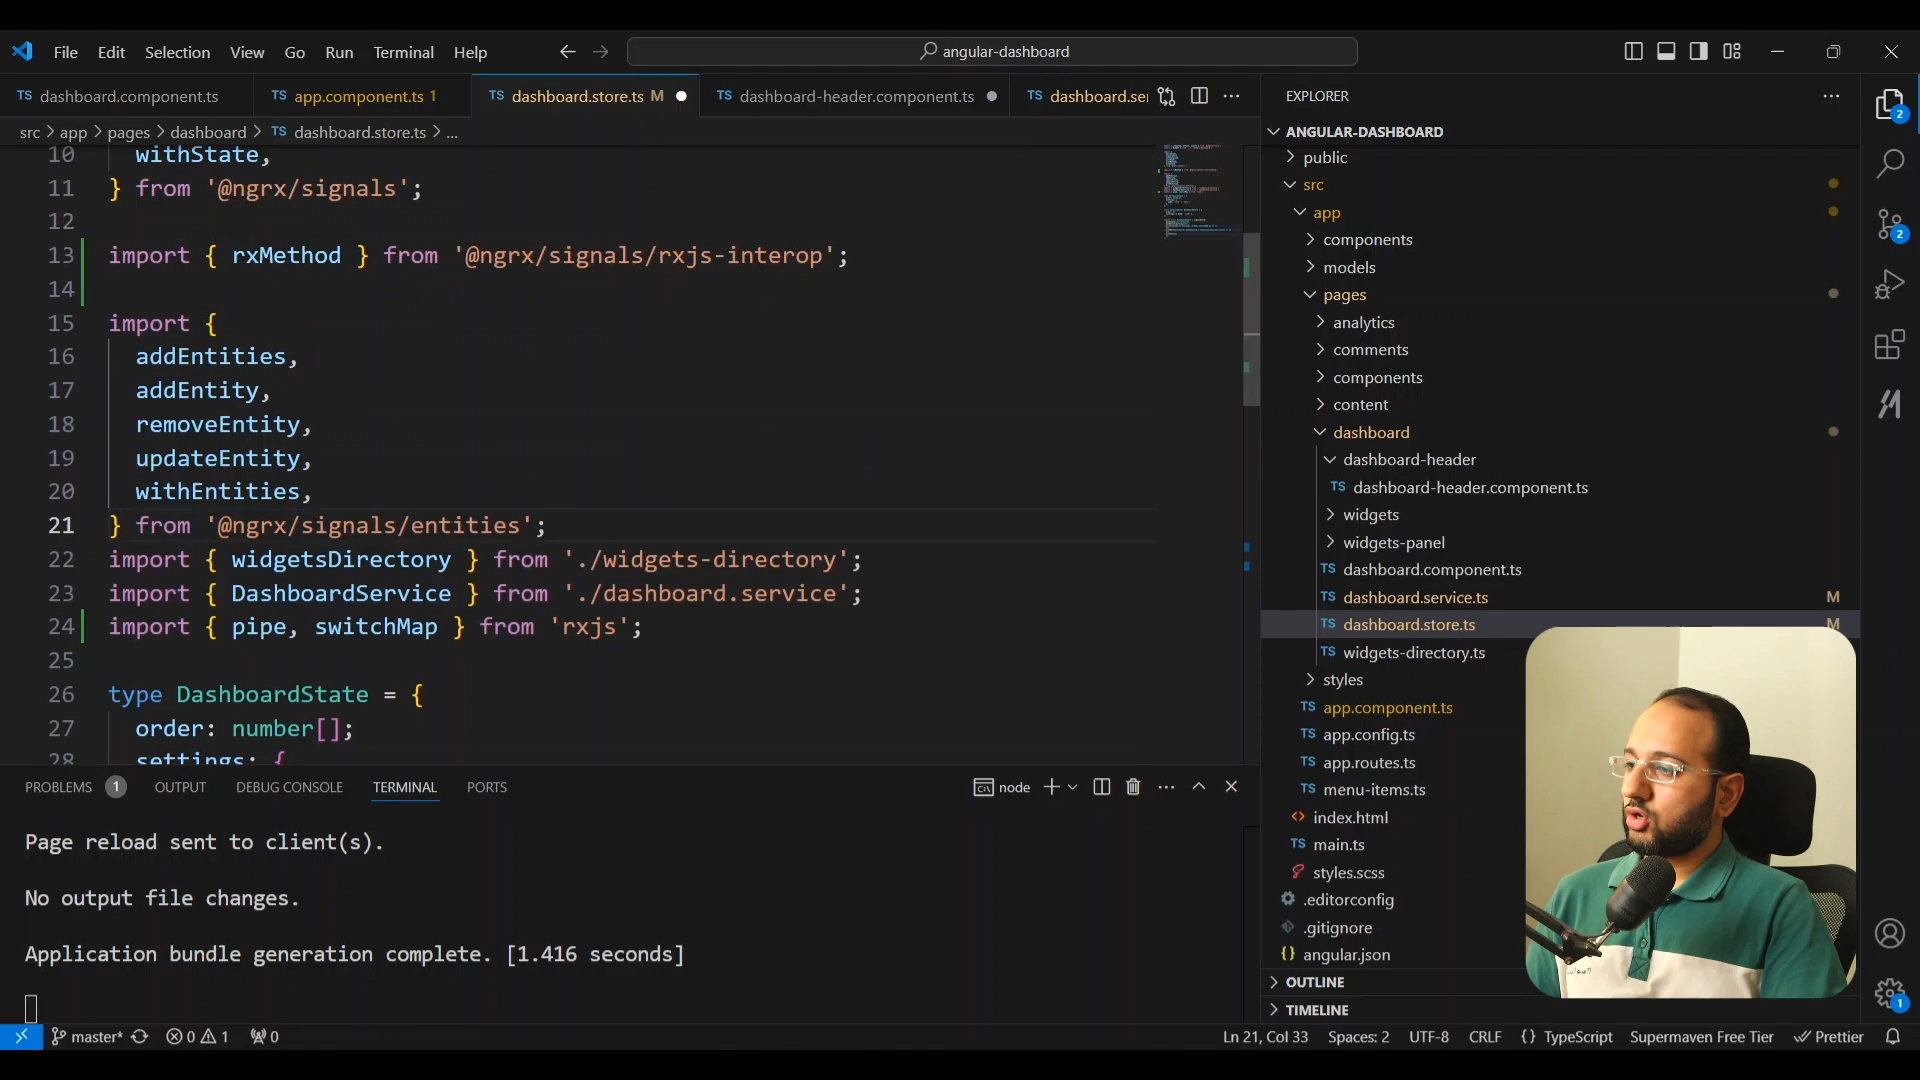 File Edit Selection View Go Run Terminal Help
angular-dashboard
TS dashboard.component.ts
TS app.component.ts 1
TS dashboard.store.ts M
TS dashboard-header.component.ts
TS dashboard.se
src > app > pages > dashboard > TS dashboard.store.ts > ...
10 withState,
11 } from '@ngrx/signals';
12
13 import { rxMethod } from '@ngrx/signals/rxjs-interop';
14
15 import {
16 addEntities,
17 addEntity,
18 removeEntity,
19 updateEntity,
20 withEntities,
21 } from '@ngrx/signals/entities';
22 import { widgetsDirectory } from './widgets-directory';
23 import { DashboardService } from './dashboard.service';
24 import { pipe, switchMap } from 'rxjs';
25
26 type DashboardState = {
27 order: number[];
28 settings: {
PROBLEMS 1 OUTPUT DEBUG CONSOLE TERMINAL PORTS
node
Page reload sent to client(s).
No output file changes.
Application bundle generation complete. [1.416 seconds]
EXPLORER
ANGULAR-DASHBOARD
public
src
app
components
models
pages
analytics
comments
components
content
dashboard
dashboard-header
TS dashboard-header.component.ts
widgets
widgets-panel
TS dashboard.component.ts
TS dashboard.service.ts M
TS dashboard.store.ts M
TS widgets-directory.ts
styles
TS app.component.ts
TS app.config.ts
TS app.routes.ts
TS menu-items.ts
<> index.html
TS main.ts
styles.scss
.editorconfig
.gitignore
{} angular.json
OUTLINE
TIMELINE
2
2
1
master* 0 1 0
Ln 21, Col 33 Spaces: 2 UTF-8 CRLF {} TypeScript Supermaven Free Tier Prettier